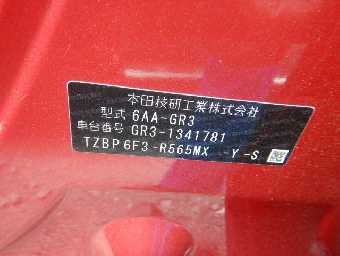 本田技研工業株式会社
型式 6AA-GR3
車台番号 GR3-1341781
TZBP6F3-R565MX -Y-S